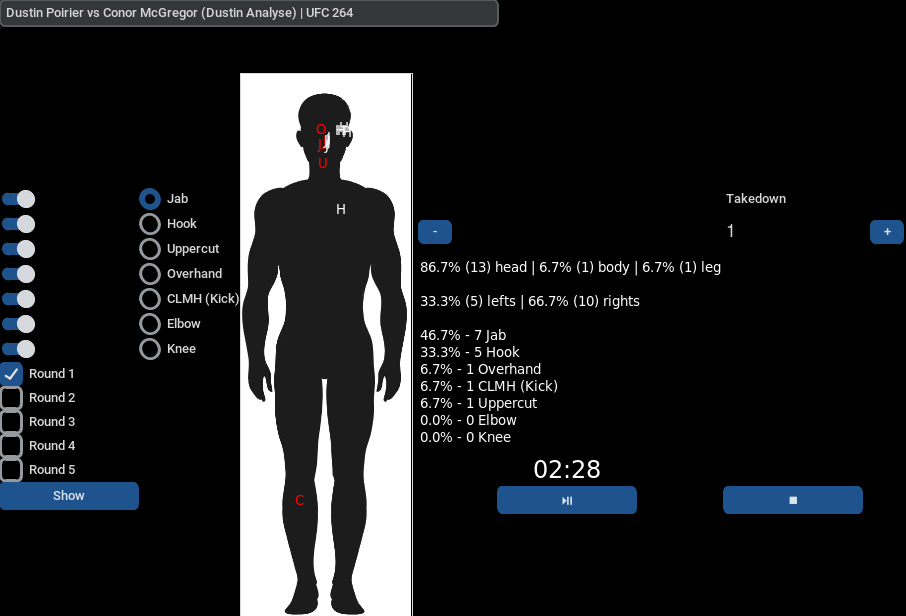 Dustin Poirier vs Conor McGregor (Dustin Analyse) | UFC 264
O
H
J
U
H
C
Jab
Hook
Uppercut
Overhand
CLMH (Kick)
Elbow
Knee
Round 1
Round 2
Round 3
Round 4
Round 5
Show
Takedown
-
1
+
86.7% (13) head | 6.7% (1) body | 6.7% (1) leg
33.3% (5) lefts | 66.7% (10) rights
46.7% - 7 Jab
33.3% - 5 Hook
6.7% - 1 Overhand
6.7% - 1 CLMH (Kick)
6.7% - 1 Uppercut
0.0% - 0 Elbow
0.0% - 0 Knee
02:28